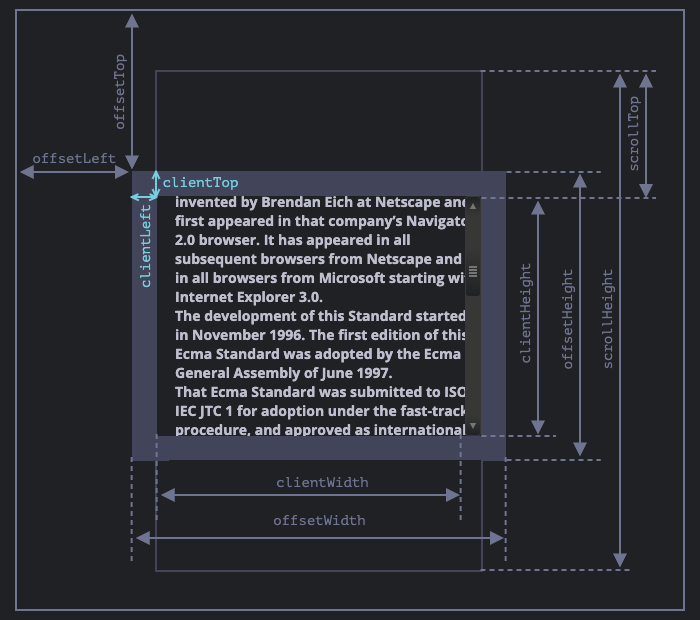 offsetTop
scrollTop
offsetLeft
clientTop
clientLeft
invented by Brendan Eich at Netscape and
first appeared in that company’s Navigato
2.0 browser. It has appeared in all
subsequent browsers from Netscape and
in all browsers from Microsoft starting wi
Internet Explorer 3.0.
The development of this Standard started
in November 1996. The first edition of this
Ecma Standard was adopted by the Ecma
General Assembly of June 1997.
That Ecma Standard was submitted to ISO
IEC JTC 1 for adoption under the fast-track
procedure, and approved as international
clientHeight
offsetHeight
scrollHeight
clientWidth
offsetWidth